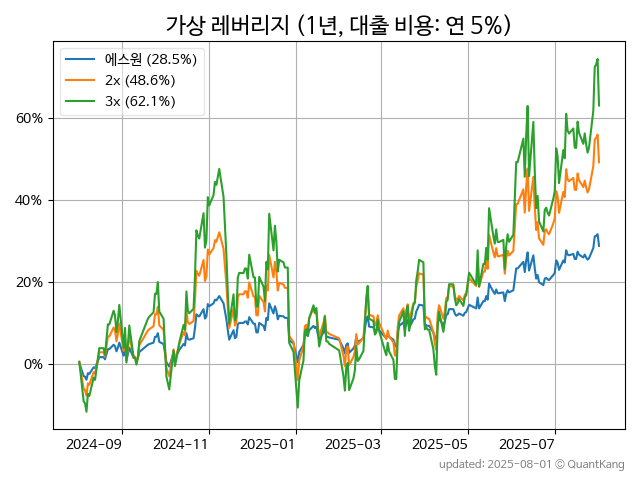 가상 레버리지 (1년, 대출 비용: 연 5%)
에스원 (28.5%)
2x (48.6%)
3x (62.1%)
60%
40%
20%
0%
2024-09 2024-11 2025-01 2025-03 2025-05 2025-07
updated: 2025-08-01 © QuantKang